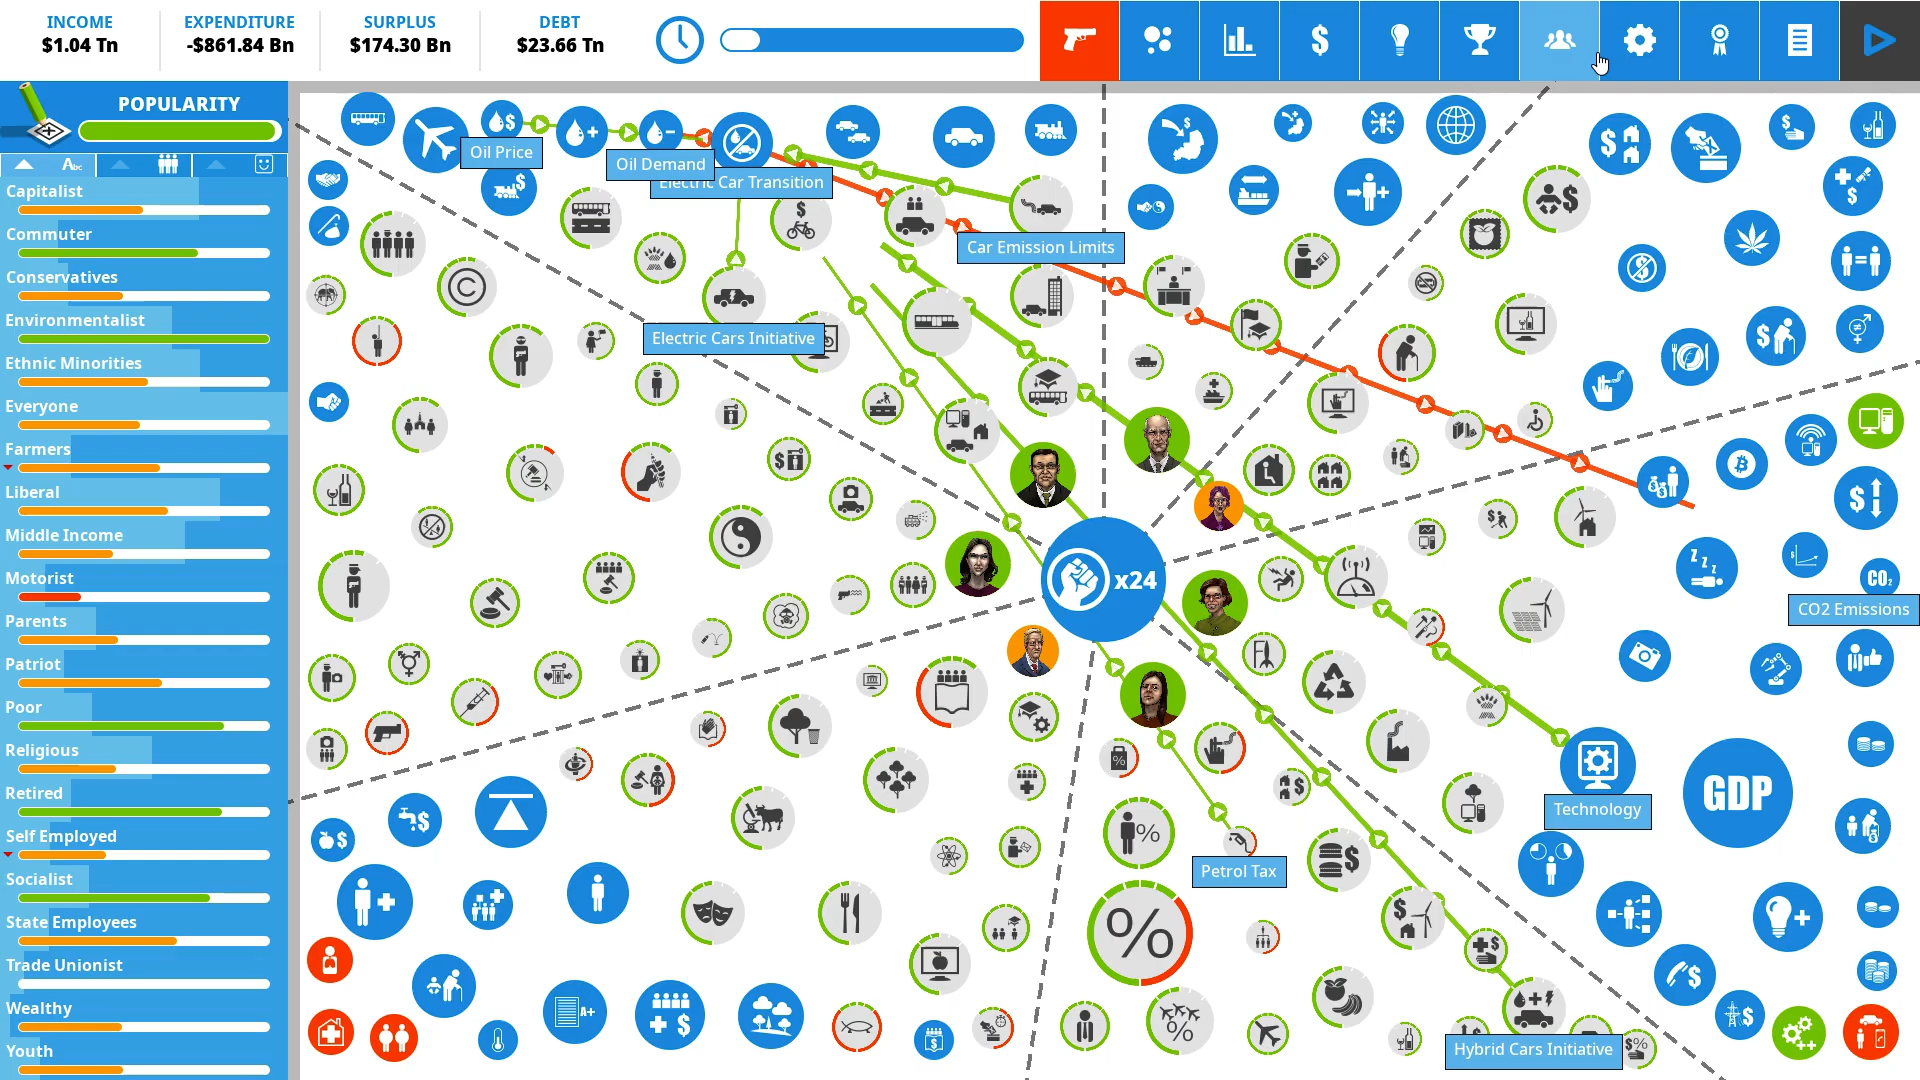 INCOME
$1.04 Tn
EXPENDITURE
-$861.84 Bn
SURPLUS
$174.30 Bn
DEBT
$23.66 Tn
POPULARITY
Abc
Capitalist
Commuter
Conservatives
Environmentalist
Ethnic Minorities
Everyone
Farmers
Liberal
Middle Income
Motorist
Parents
Patriot
Poor
Religious
Retired
Self Employed
Socialist
State Employees
Trade Unionist
Wealthy
Youth
Oil Price
Oil Demand
Electric Car Transition
Car Emission Limits
Electric Cars Initiative
x24
CO2
CO2 Emissions
Technology
GDP
Petrol Tax
Hybrid Cars Initiative
A+